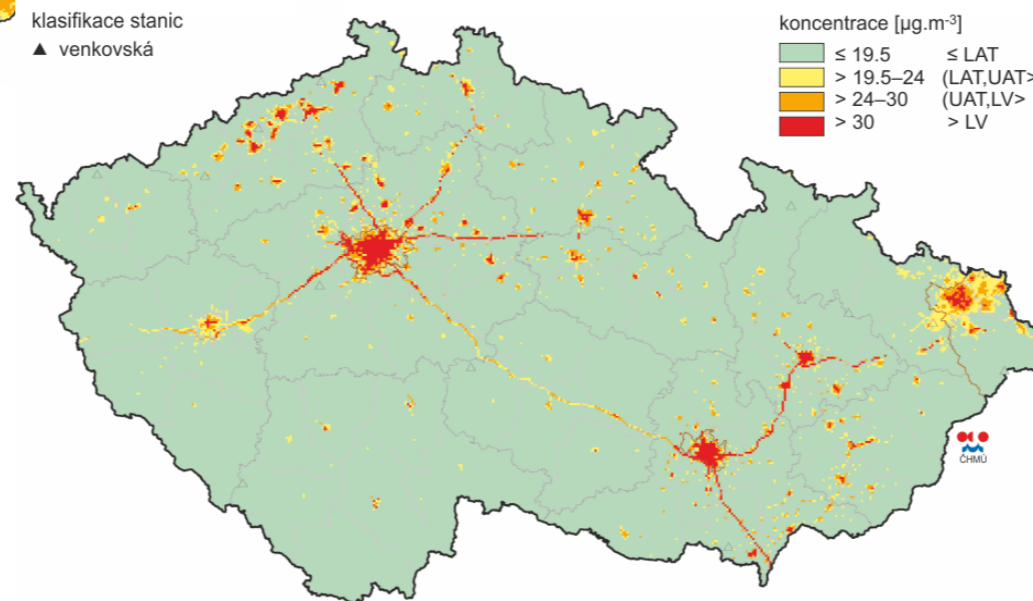 klasifikace stanic
▲ venkovská
koncentrace [µg.m⁻³]
≤ 19.5 ≤ LAT
> 19.5–24 (LAT,UAT>
> 24–30 (UAT,LV>
> 30 > LV
ČHMÚ